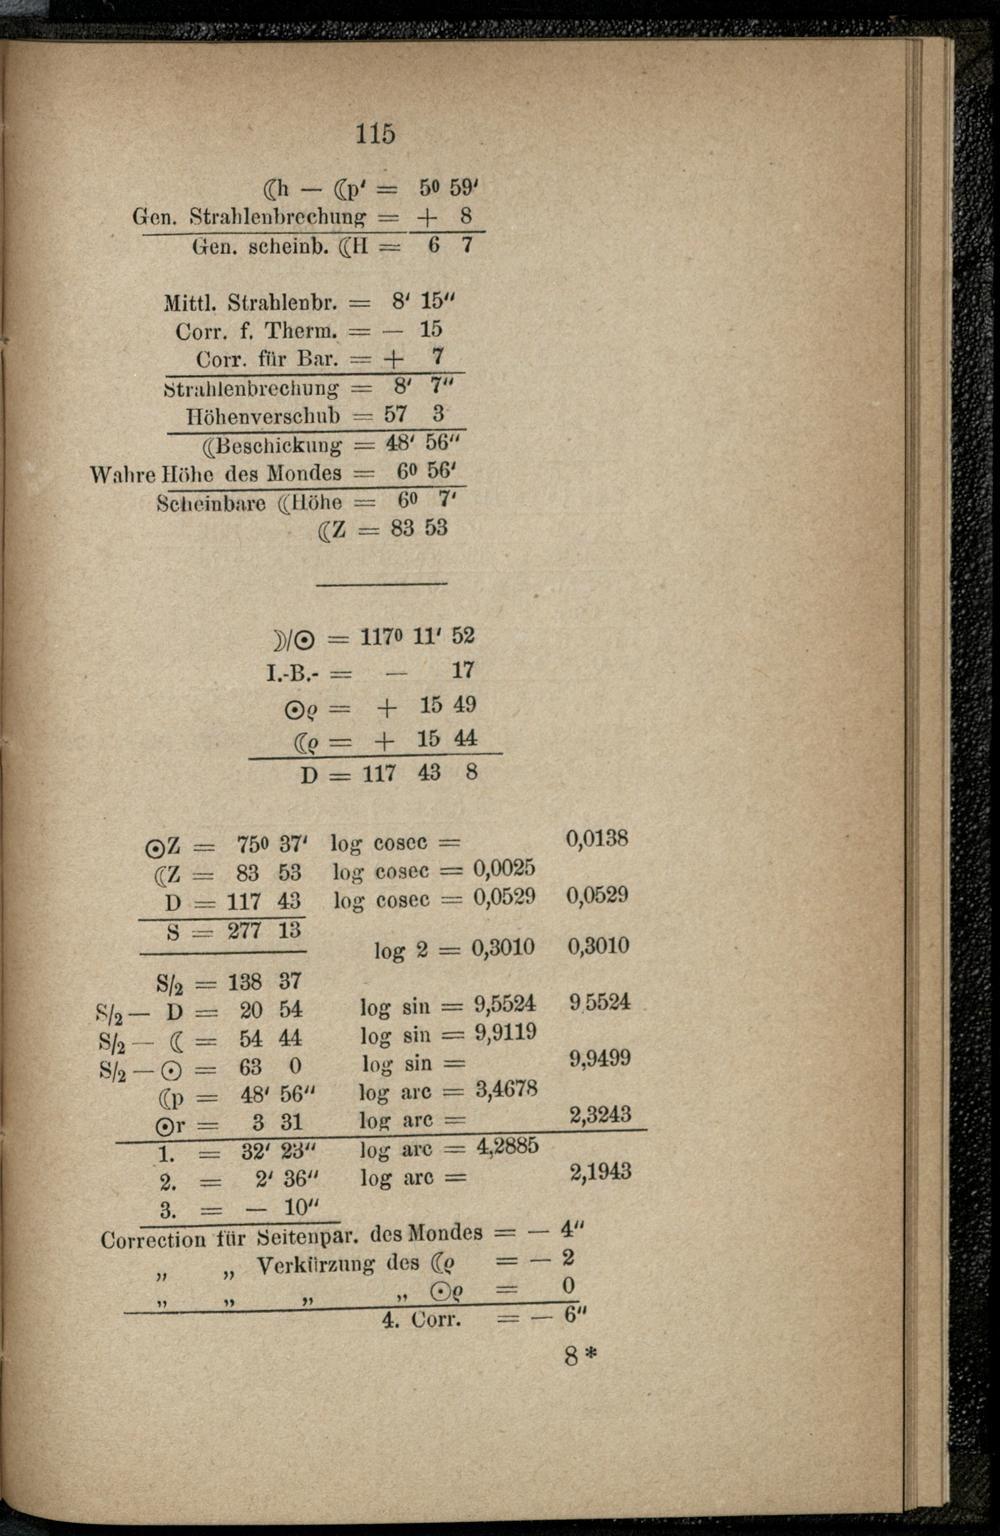 115
☾h — ☾p′ = 5⁰ 59′
Gen. Strahlenbrechung = + 8
Gen. scheinb. ☾H = 6 7
Mittl. Strahlenbr. = 8′ 15″
Corr. f. Therm. = — 15
Corr. für Bar. = + 7
Strahlenbrechung = 8′ 7″
Höhenverschub = 57 3
☾Beschickung = 48′ 56″
Wahre Höhe des Mondes = 6⁰ 56′
Scheinbare ☾Höhe = 6⁰ 7′
☾Z = 83 53
☽/☉ = 117⁰ 11′ 52
I.-B.- = — 17
☉ϱ = + 15 49
☾ϱ = + 15 44
D = 117 43 8
☉Z = 75⁰ 37′ log cosec = 0,0138
☾Z = 83 53 log cosec = 0,0025
D = 117 43 log cosec = 0,0529 0,0529
S = 277 13
log 2 = 0,3010 0,3010
S/2 = 138 37
S/2 — D = 20 54 log sin = 9,5524 9 5524
S/2 — ☾ = 54 44 log sin = 9,9119
S/2 — ☉ = 63 0 log sin = 9,9499
☾p = 48′ 56″ log arc = 3,4678
☉r = 3 31 log arc = 2,3243
1. = 32′ 23″ log arc = 4,2885
2. = 2′ 36″ log arc = 2,1943
3. = — 10″
Correction für Seitenpar. des Mondes = — 4″
„ „ Verkürzung des ☾ϱ = — 2
„ „ „ „ ☉ϱ = 0
4. Corr. = — 6″
8*